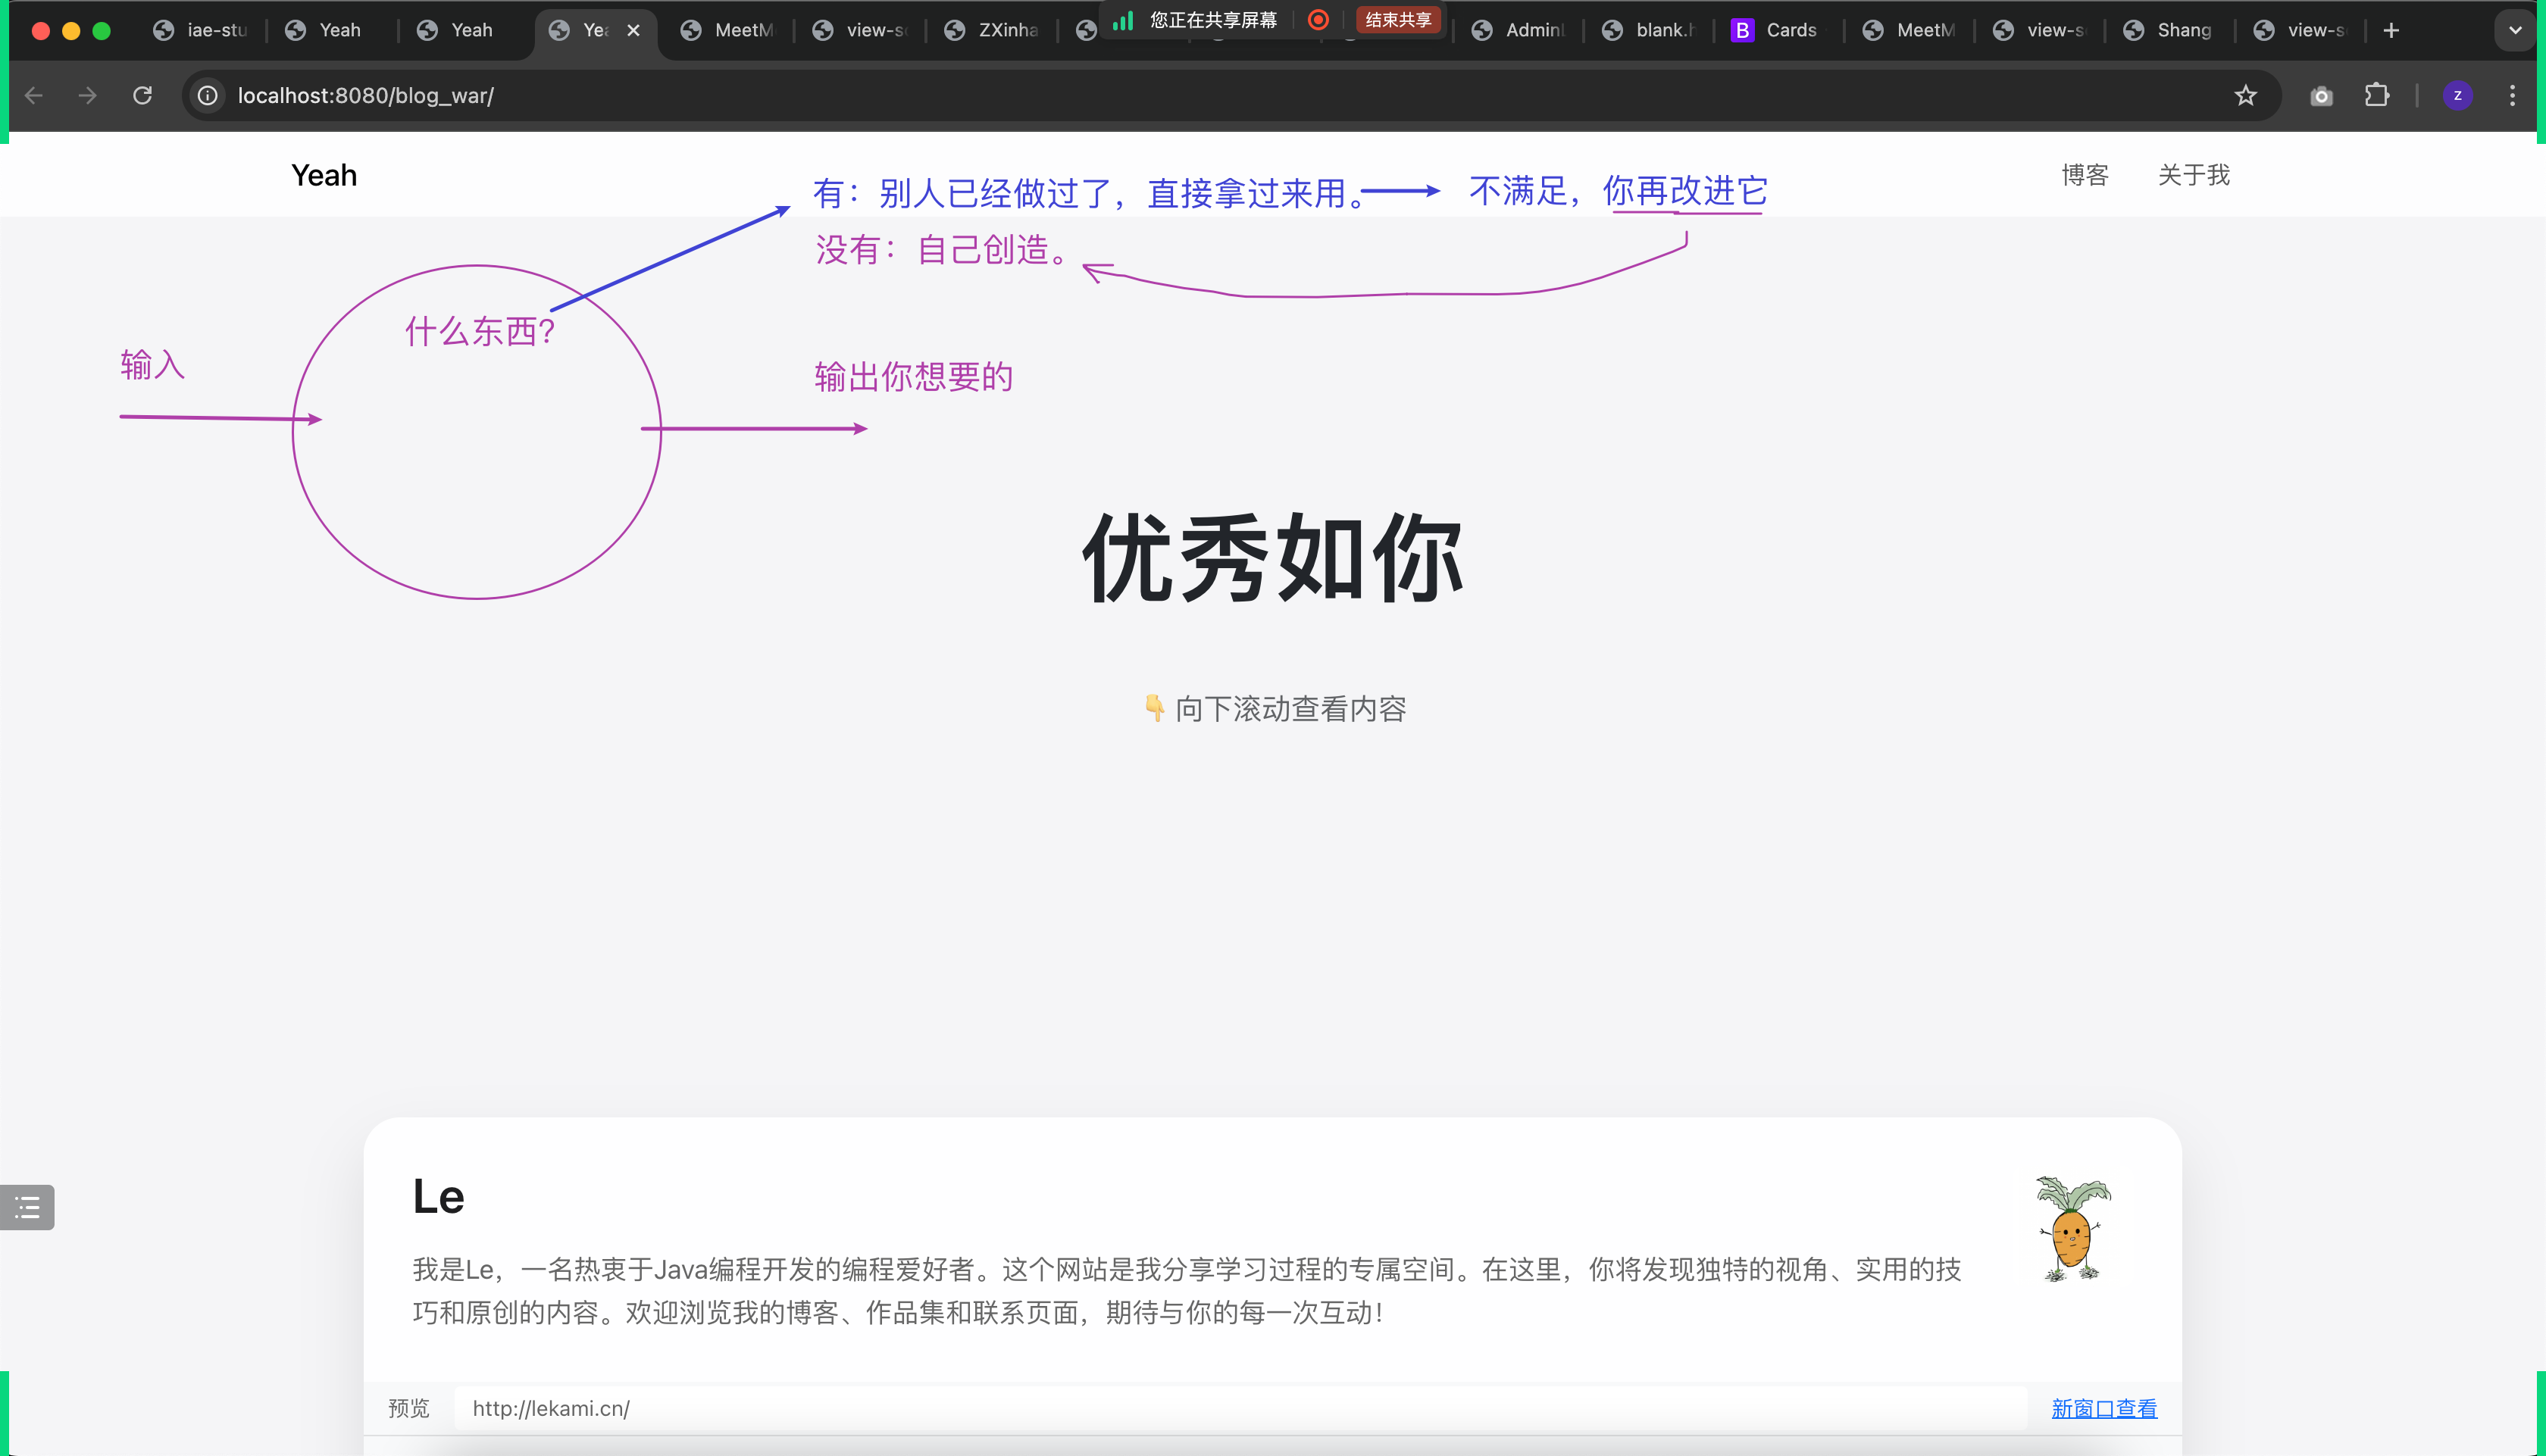 您正在共享屏幕 结束共享
iae-stu Yeah Yeah Yea MeetM view-s ZXinha Admin blank.h B Cards MeetM view-s Shang view-s
localhost:8080/blog_war/ z
Yeah 博客 关于我
有：别人已经做过了，直接拿过来用。 不满足，你再改进它
没有：自己创造。
什么东西？
输入
输出你想要的
优秀如你
👇 向下滚动查看内容
Le
我是Le，一名热衷于Java编程开发的编程爱好者。这个网站是我分享学习过程的专属空间。在这里，你将发现独特的视角、实用的技
巧和原创的内容。欢迎浏览我的博客、作品集和联系页面，期待与你的每一次互动！
预览 http://lekami.cn/ 新窗口查看